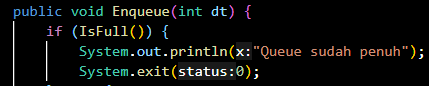 public void Enqueue(int dt) {
if (IsFull()) {
System.out.println(x:"Queue sudah penuh");
System.exit(status:0);